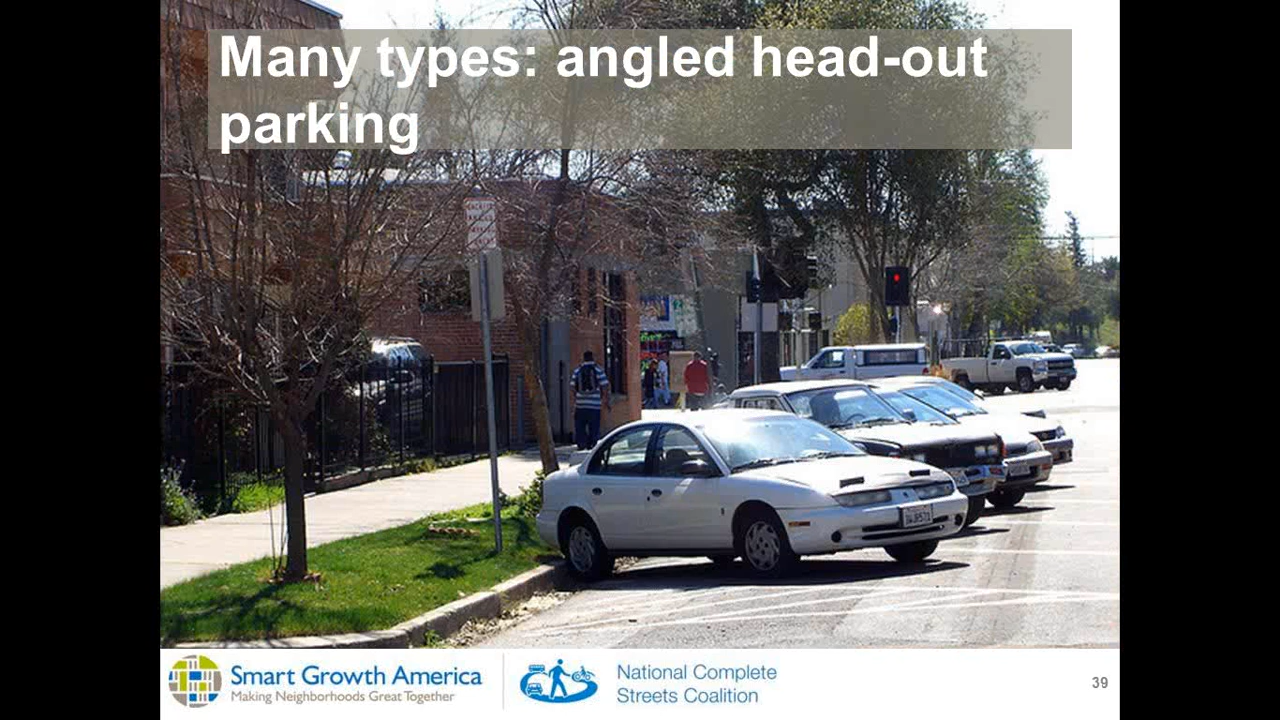 Many types: angled head-out
parking
Smart Growth America
Making Neighborhoods Great Together
National Complete
Streets Coalition
39